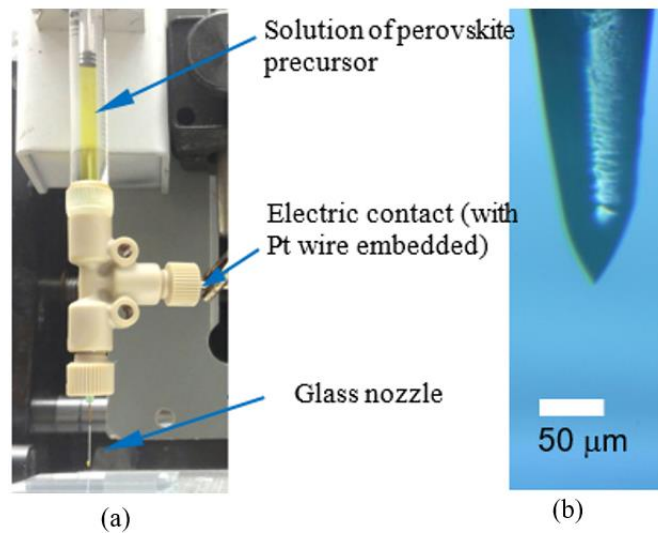 Solution of perovskite
precursor
Electric contact (with
Pt wire embedded)
Glass nozzle
50 μm
(a)
(b)